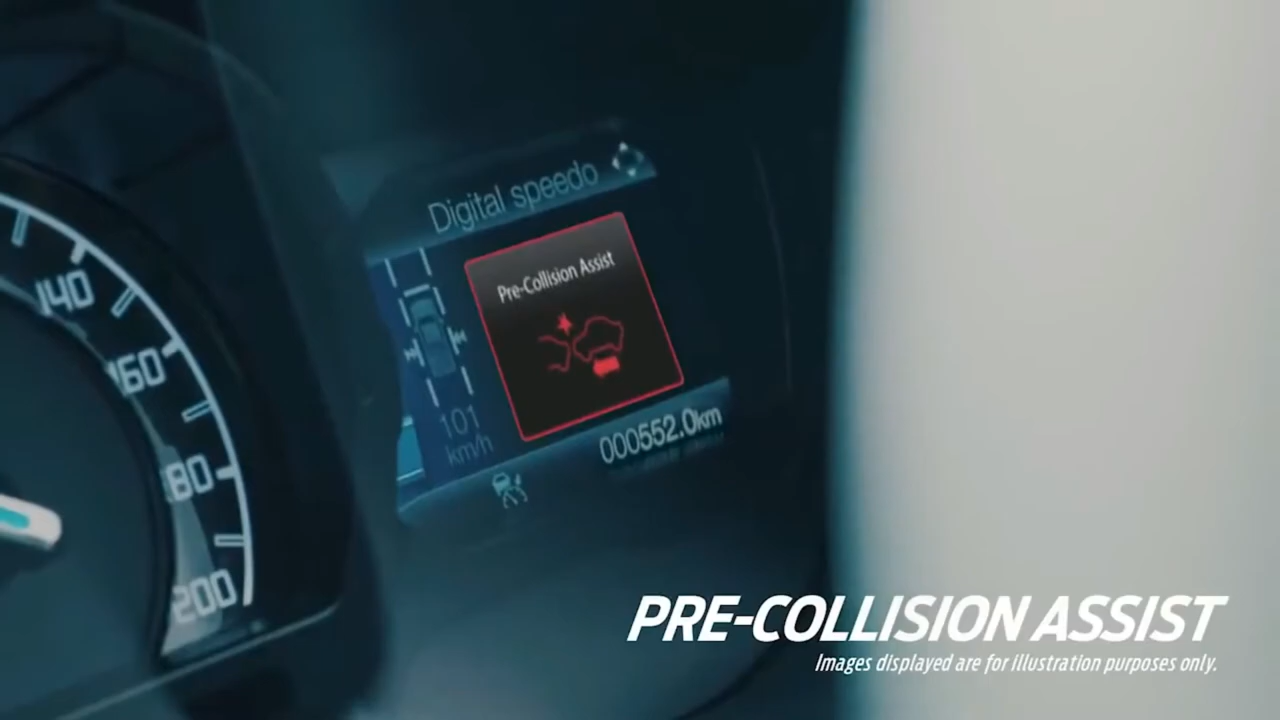 Digital speedo
Pre-Collision Assist
101
km/h
000552.0km
140
160
180
200
PRE-COLLISION ASSIST
Images displayed are for illustration purposes only.